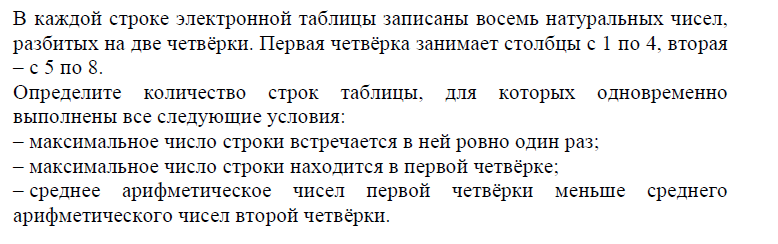 В каждой строке электронной таблицы записаны восемь натуральных чисел,
разбитых на две четвёрки. Первая четвёрка занимает столбцы с 1 по 4, вторая
– с 5 по 8.
Определите количество строк таблицы, для которых одновременно
выполнены все следующие условия:
– максимальное число строки встречается в ней ровно один раз;
– максимальное число строки находится в первой четвёрке;
– среднее арифметическое чисел первой четвёрки меньше среднего
арифметического чисел второй четвёрки.